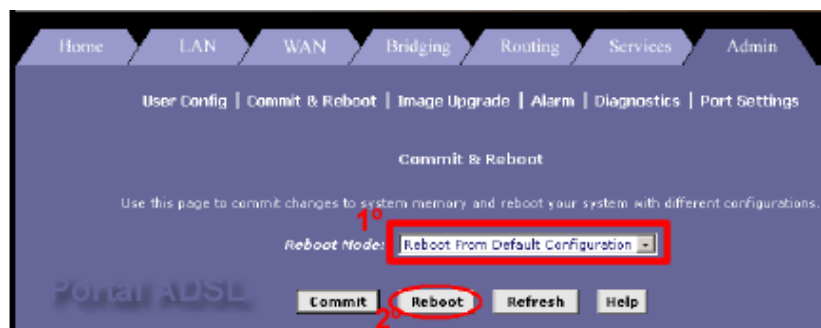 Home LAN WAN Bridging Routing Services Admin
User Config | Commit & Reboot | Image Upgrade | Alarm | Diagnostics | Port Settings
Commit & Reboot
Use this page to commit changes to system memory and reboot your system with different configurations.
1º
Reboot Mode: Reboot From Default Configuration
Portal ADSL
Commit Reboot Refresh Help
2º